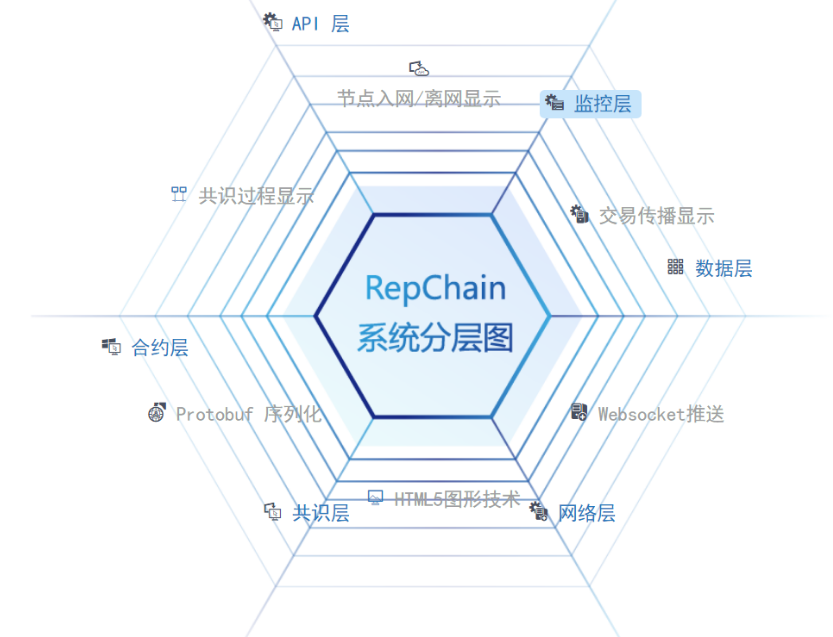 API 层
节点入网/离网显示
监控层
共识过程显示
交易传播显示
数据层
RepChain
系统分层图
合约层
Protobuf 序列化
Websocket推送
HTML5图形技术
共识层
网络层